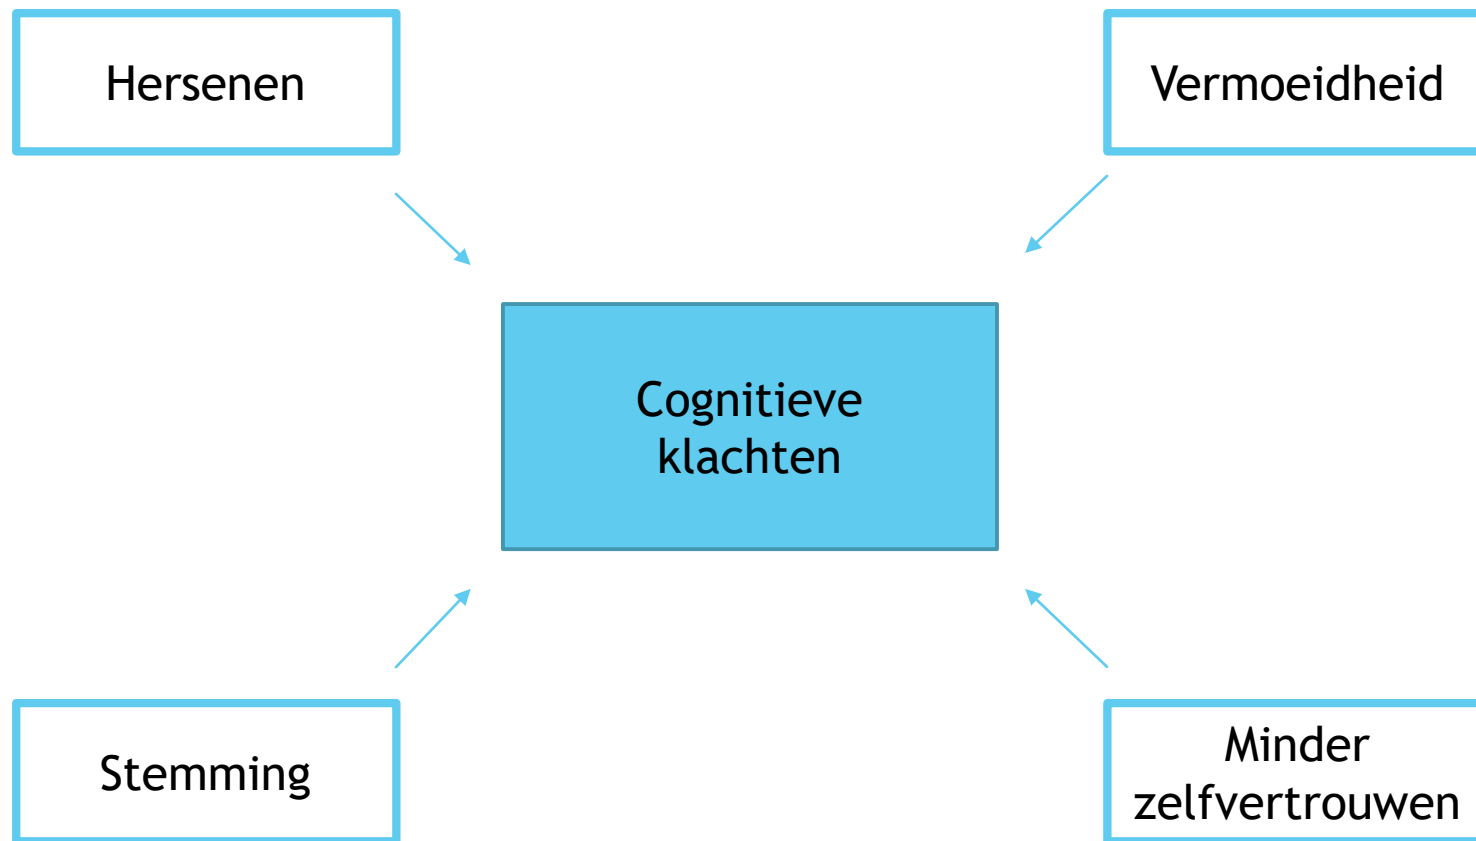 Hersenen
Vermoeidheid
Cognitieve
klachten
Stemming
Minder
zelfvertrouwen